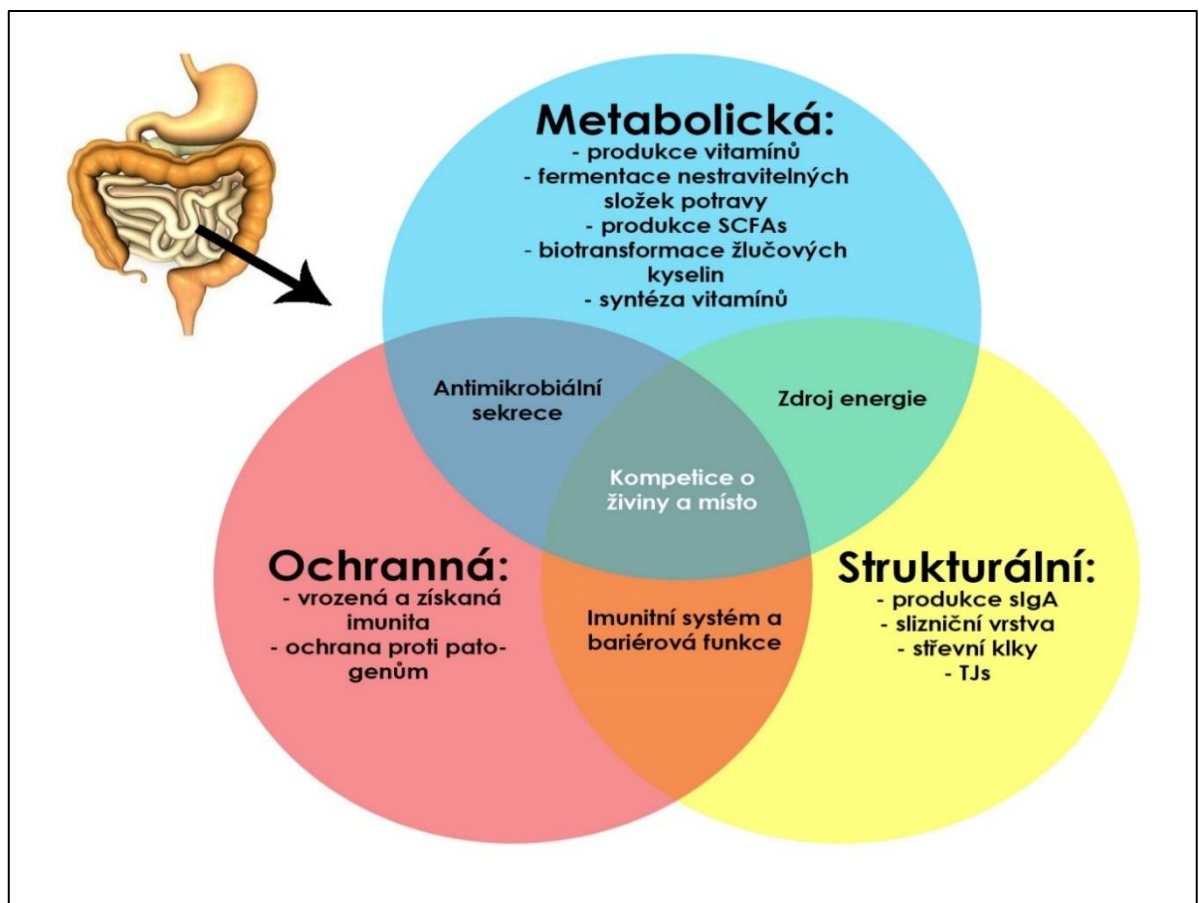 Metabolická:
- produkce vitamínů
- fermentace nestravitelných
složek potravy
- produkce SCFAs
- biotransformace žlučových
kyselin
- syntéza vitamínů
Antimikrobiální
sekrece
Zdroj energie
Kompetice o
živiny a místo
Ochranná:
- vrozená a získaná
imunita
- ochrana proti pato-
genům
Imunitní systém a
bariérová funkce
Strukturální:
- produkce sIgA
- slizniční vrstva
- střevní klky
- TJs